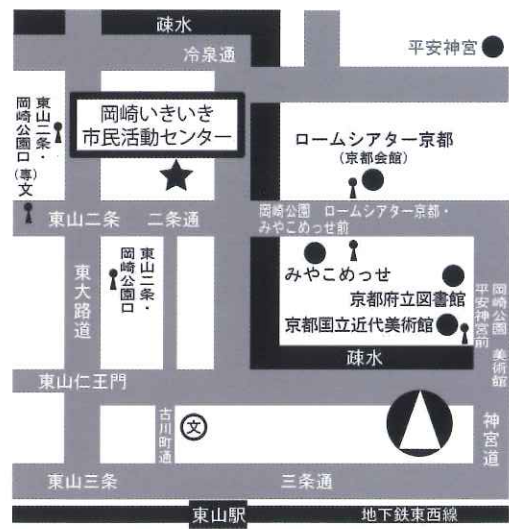 疎水
冷泉通
平安神宮
岡崎いきいき
市民活動センター
東山二条・
岡崎公園口
(専)
文
ロームシアター京都
(京都会館)
東山二条
二条通
岡崎公園 ロームシアター京都・
みやこめっせ前
東山二条・
岡崎公園口
みやこめっせ
京都府立図書館
京都国立近代美術館
岡崎公園 美術館
平安神宮前
東大路通
疎水
東山仁王門
古川町通
文
神宮道
東山三条
三条通
東山駅
地下鉄東西線